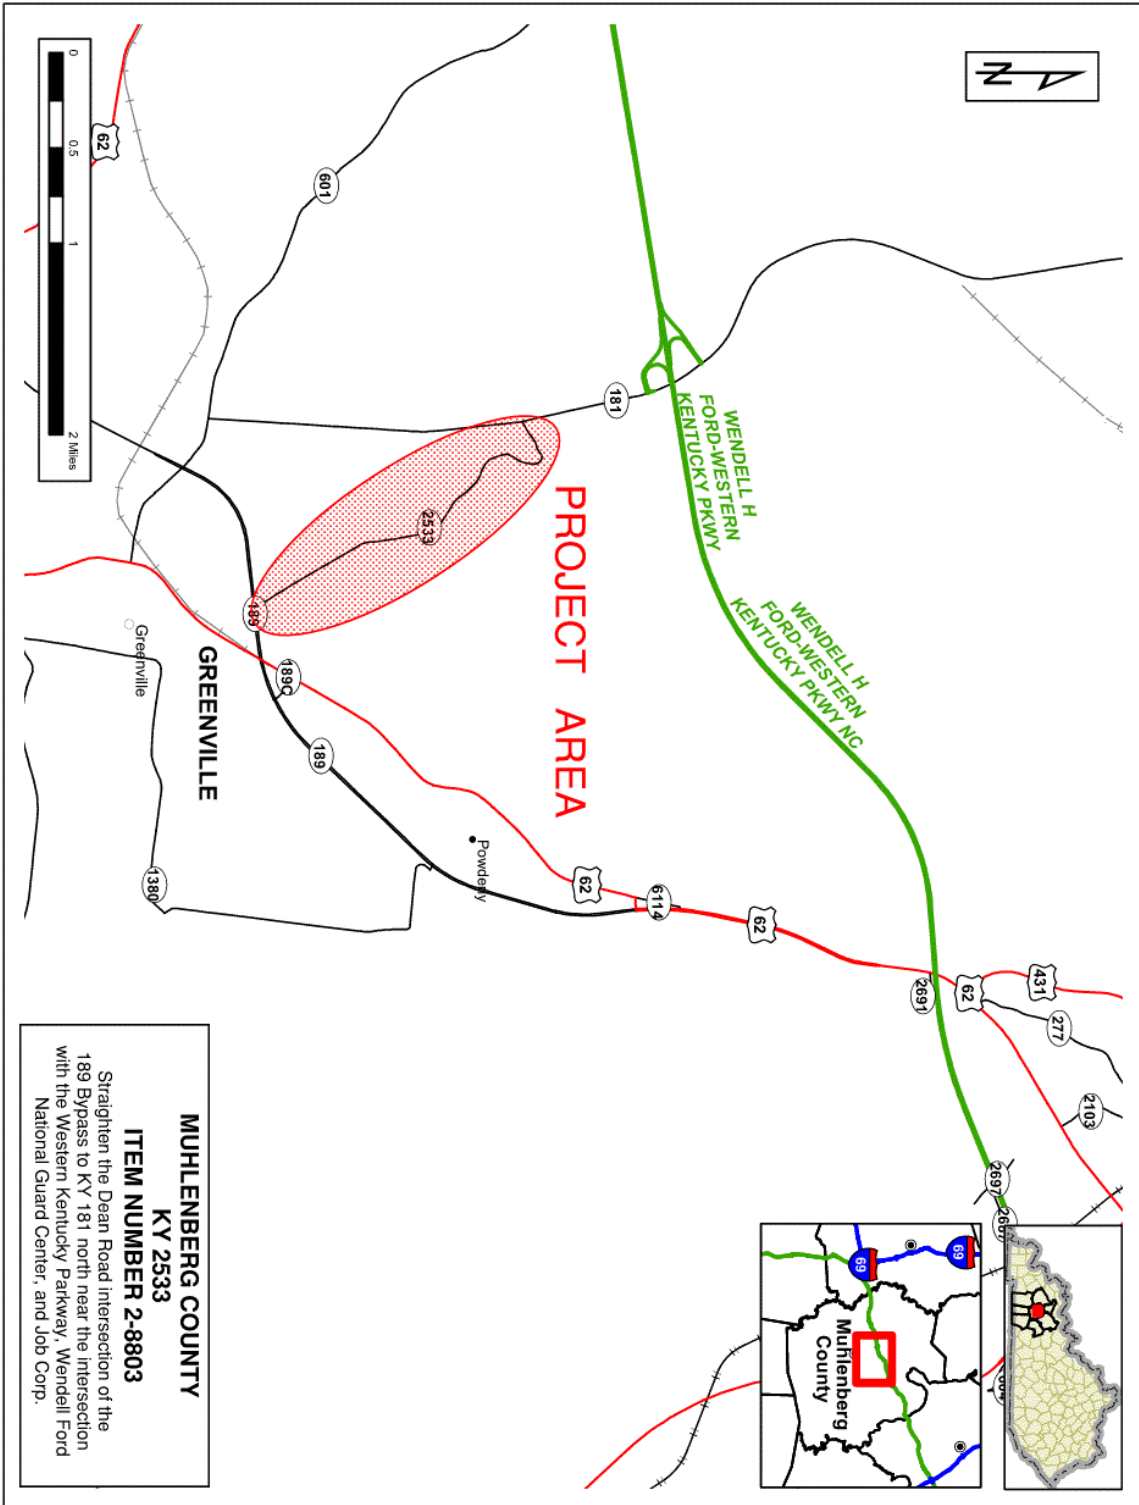 N
WENDELL H
FORD-WESTERN
KENTUCKY PKWY
WENDELL H
FORD-WESTERN
KENTUCKY PKWY NC
PROJECT AREA
GREENVILLE
Greenville
Powderly
62
601
181
2533
189
189C
189
1380
62
6114
62
2691
62
431
277
2103
2697
69
69
Muhlenberg
County
0
0.5
1
2 Miles
MUHLENBERG COUNTY
KY 2533
ITEM NUMBER 2-8803
Straighten the Dean Road intersection of the
189 Bypass to KY 181 north near the intersection
with the Western Kentucky Parkway, Wendell Ford
National Guard Center, and Job Corp.